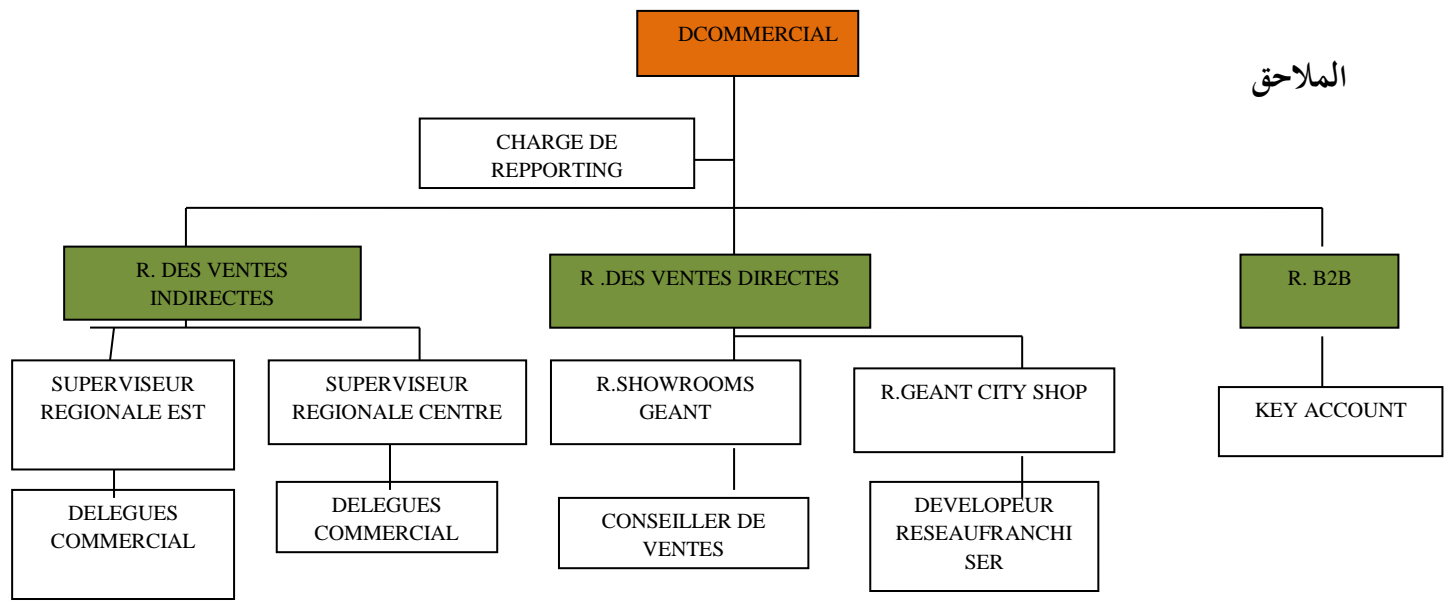 DCOMMERCIAL
الملاحق
CHARGE DE
REPPORTING
R. DES VENTES
INDIRECTES
R .DES VENTES DIRECTES
R. B2B
SUPERVISEUR
REGIONALE EST
SUPERVISEUR
REGIONALE CENTRE
R.SHOWROOMS
GEANT
R.GEANT CITY SHOP
KEY ACCOUNT
DELEGUES
COMMERCIAL
DELEGUES
COMMERCIAL
CONSEILLER DE
VENTES
DEVELOPEUR
RESEAUFRANCHI
SER